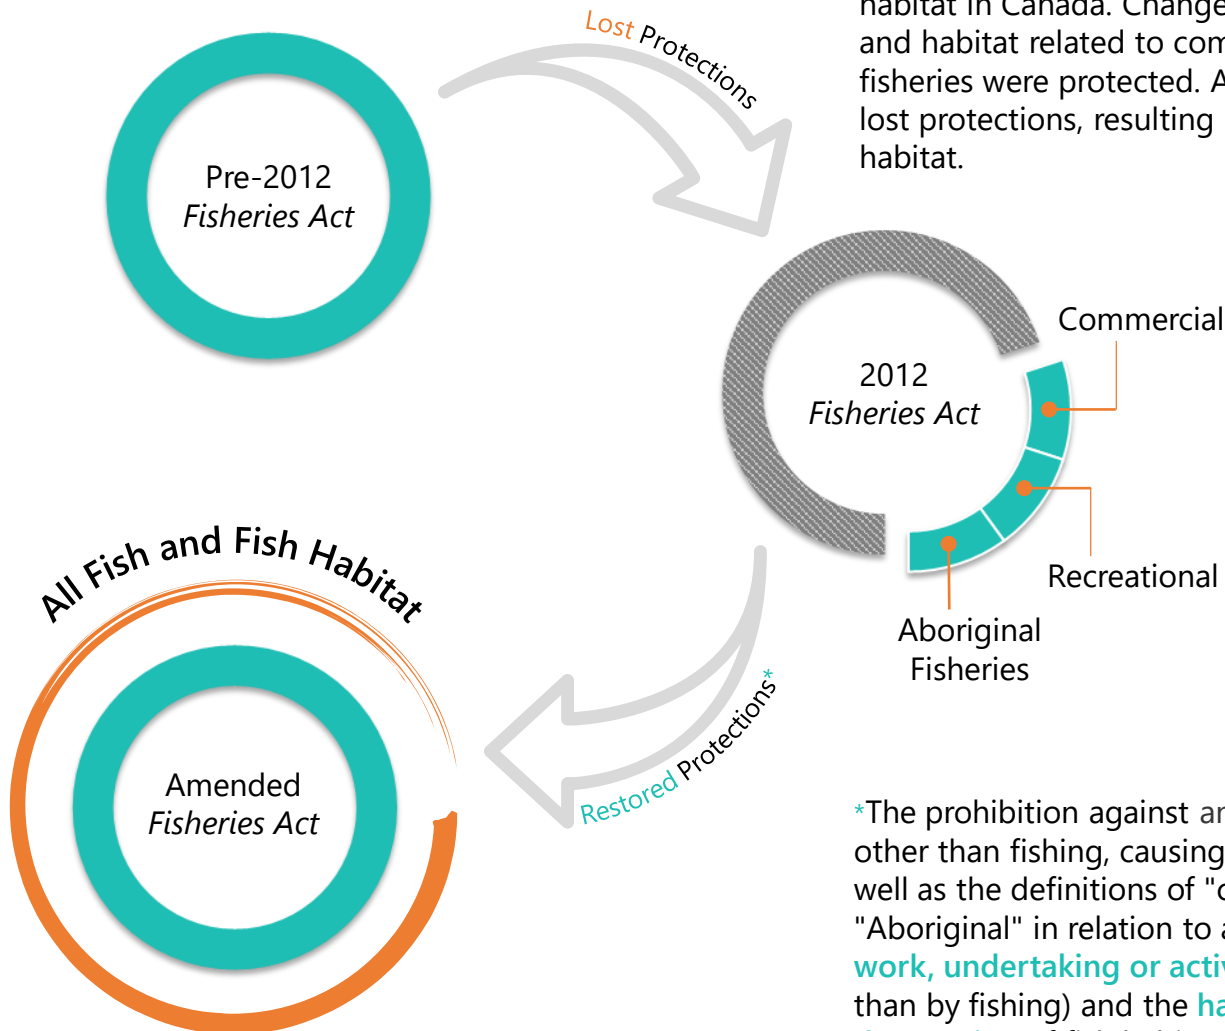 habitat in Canada. Change
and habitat related to com
fisheries were protected. A
lost protections, resulting
habitat.
Lost Protections
Pre-2012
Fisheries Act
2012
Fisheries Act
Commercial
Recreational
Aboriginal
Fisheries
All Fish and Fish Habitat
Amended
Fisheries Act
Restored Protections*
*The prohibition against an
other than fishing, causing
well as the definitions of "c
"Aboriginal" in relation to a
work, undertaking or activ
than by fishing) and the ha